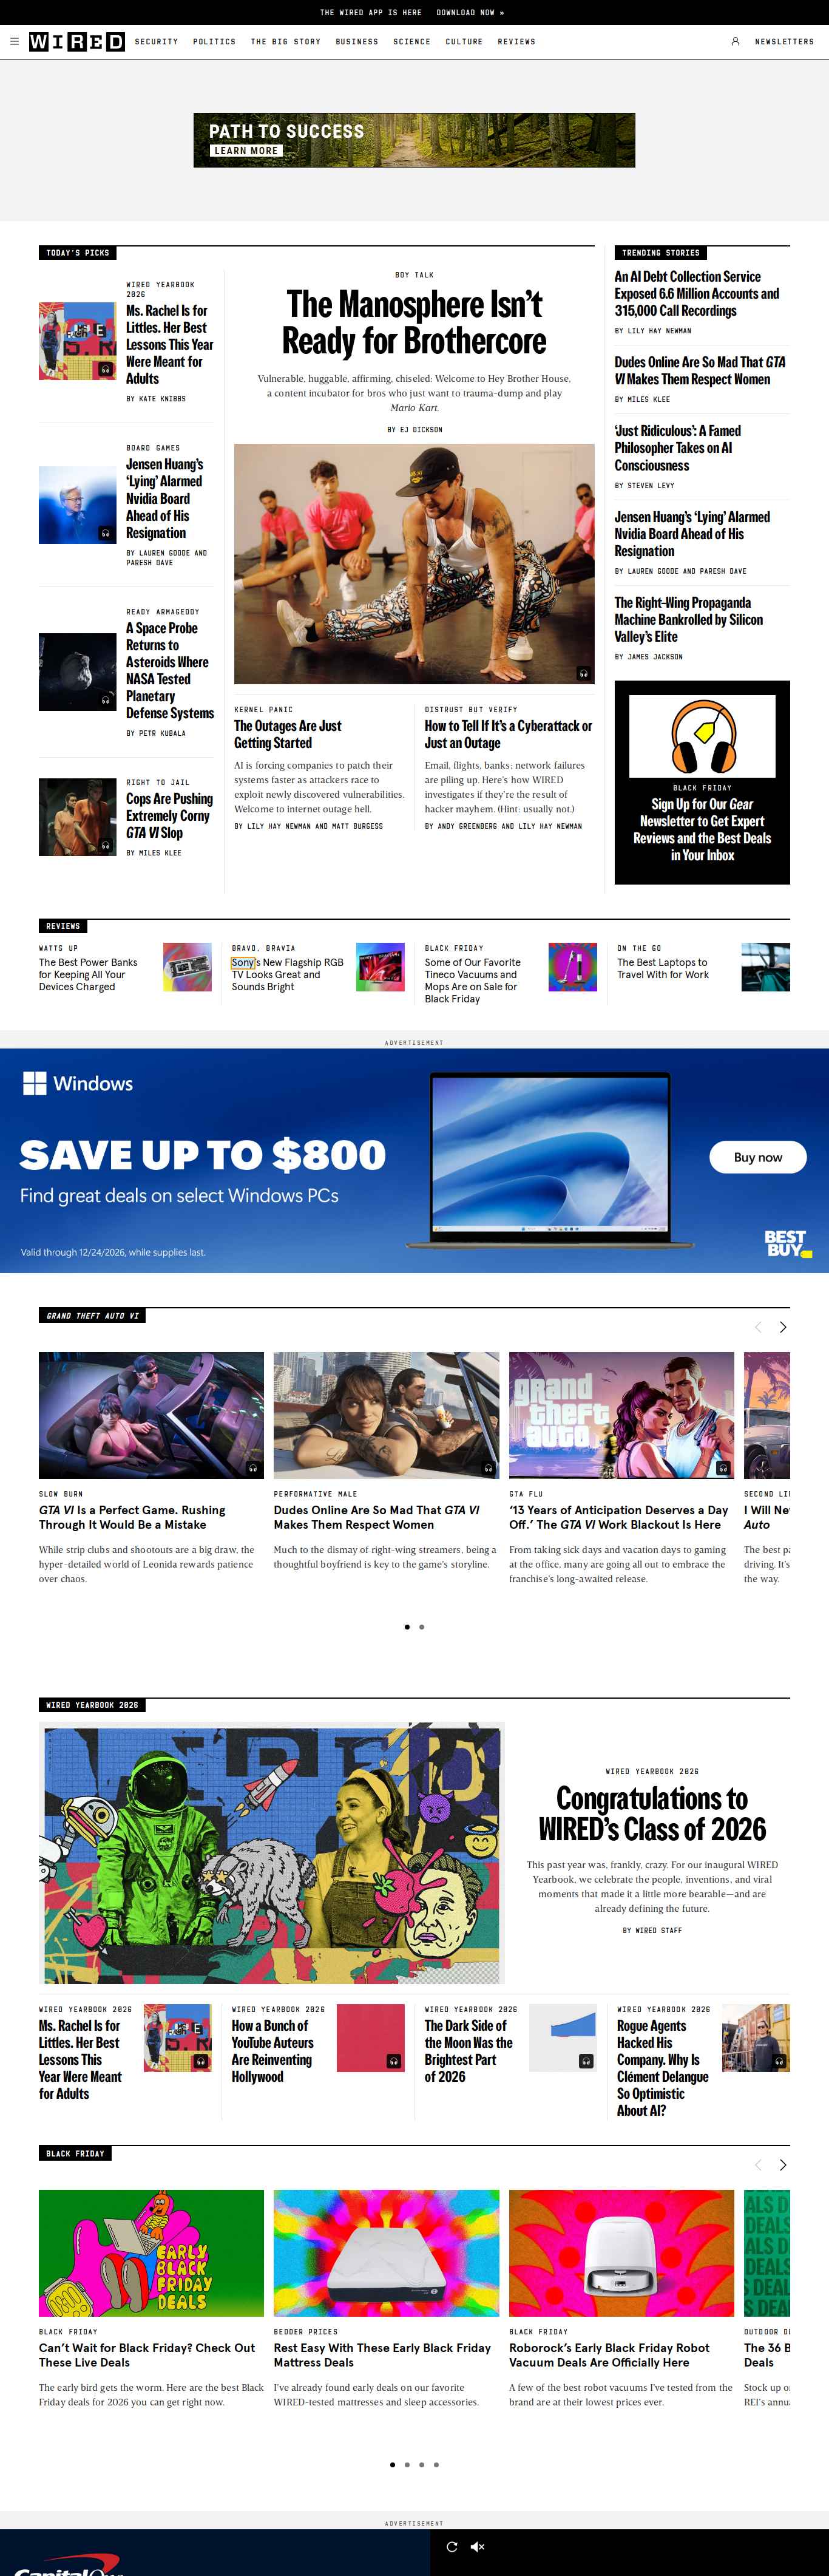 THE WIRED APP IS HERE DOWNLOAD NOW »
WIRED SECURITY POLITICS THE BIG STORY BUSINESS SCIENCE CULTURE REVIEWS NEWSLETTERS
PATH TO SUCCESS
LEARN MORE
TODAY'S PICKS
WIRED YEARBOOK
2026
Ms. Rachel Is for
Littles. Her Best
Lessons This Year
Were Meant for
Adults
BY KATE KNIBBS
BOARD GAMES
Jensen Huang’s
‘Lying’ Alarmed
Nvidia Board
Ahead of His
Resignation
BY LAUREN GOODE AND
PARESH DAVE
READY ARMAGEDDY
A Space Probe
Returns to
Asteroids Where
NASA Tested
Planetary
Defense Systems
BY PETR KUBALA
RIGHT TO JAIL
Cops Are Pushing
Extremely Corny
GTA VI Slop
BY MILES KLEE
BOY TALK
The Manosphere Isn’t
Ready for Brothercore
Vulnerable, huggable, affirming, chiseled: Welcome to Hey Brother House,
a content incubator for bros who just want to trauma-dump and play
Mario Kart.
BY EJ DICKSON
KERNEL PANIC
The Outages Are Just
Getting Started
AI is forcing companies to patch their
systems faster as attackers race to
exploit newly discovered vulnerabilities.
Welcome to internet outage hell.
BY LILY HAY NEWMAN AND MATT BURGESS
DISTRUST BUT VERIFY
How to Tell If It’s a Cyberattack or
Just an Outage
Email, flights, banks: network failures
are piling up. Here’s how WIRED
investigates if they’re the result of
hacker mayhem. (Hint: usually not.)
BY ANDY GREENBERG AND LILY HAY NEWMAN
TRENDING STORIES
An AI Debt Collection Service
Exposed 6.6 Million Accounts and
315,000 Call Recordings
BY LILY HAY NEWMAN
Dudes Online Are So Mad That GTA
VI Makes Them Respect Women
BY MILES KLEE
‘Just Ridiculous’: A Famed
Philosopher Takes on AI
Consciousness
BY STEVEN LEVY
Jensen Huang’s ‘Lying’ Alarmed
Nvidia Board Ahead of His
Resignation
BY LAUREN GOODE AND PARESH DAVE
The Right-Wing Propaganda
Machine Bankrolled by Silicon
Valley’s Elite
BY JAMES JACKSON
BLACK FRIDAY
Sign Up for Our Gear
Newsletter to Get Expert
Reviews and the Best Deals
in Your Inbox
REVIEWS
WATTS UP
The Best Power Banks
for Keeping All Your
Devices Charged
BRAVO, BRAVIA
Sony’s New Flagship RGB
TV Looks Great and
Sounds Bright
BLACK FRIDAY
Some of Our Favorite
Tineco Vacuums and
Mops Are on Sale for
Black Friday
ON THE GO
The Best Laptops to
Travel With for Work
ADVERTISEMENT
Windows
SAVE UP TO $800
Find great deals on select Windows PCs
Valid through 12/24/2026, while supplies last.
Buy now
BEST
BUY
GRAND THEFT AUTO VI
SLOW BURN
GTA VI Is a Perfect Game. Rushing
Through It Would Be a Mistake
While strip clubs and shootouts are a big draw, the
hyper-detailed world of Leonida rewards patience
over chaos.
PERFORMATIVE MALE
Dudes Online Are So Mad That GTA VI
Makes Them Respect Women
Much to the dismay of right-wing streamers, being a
thoughtful boyfriend is key to the game’s storyline.
grand
theft
auto
GTA FLU
‘13 Years of Anticipation Deserves a Day
Off.’ The GTA VI Work Blackout Is Here
From taking sick days and vacation days to gaming
at the office, many are going all out to embrace the
franchise’s long-awaited release.
SECOND LI
I Will Ne
Auto
The best pa
driving. It’s
the way.
WIRED YEARBOOK 2026
WIRED YEARBOOK 2026
Congratulations to
WIRED’s Class of 2026
This past year was, frankly, crazy. For our inaugural WIRED
Yearbook, we celebrate the people, inventions, and viral
moments that made it a little more bearable—and are
already defining the future.
BY WIRED STAFF
WIRED YEARBOOK 2026
Ms. Rachel Is for
Littles. Her Best
Lessons This
Year Were Meant
for Adults
WIRED YEARBOOK 2026
How a Bunch of
YouTube Auteurs
Are Reinventing
Hollywood
WIRED YEARBOOK 2026
The Dark Side of
the Moon Was the
Brightest Part
of 2026
WIRED YEARBOOK 2026
Rogue Agents
Hacked His
Company. Why Is
Clément Delangue
So Optimistic
About AI?
BLACK FRIDAY
EARLY
BLACK
FRIDAY
DEALS
BLACK FRIDAY
Can’t Wait for Black Friday? Check Out
These Live Deals
The early bird gets the worm. Here are the best Black
Friday deals for 2026 you can get right now.
BEDDER PRICES
Rest Easy With These Early Black Friday
Mattress Deals
I’ve already found early deals on our favorite
WIRED-tested mattresses and sleep accessories.
BLACK FRIDAY
Roborock’s Early Black Friday Robot
Vacuum Deals Are Officially Here
A few of the best robot vacuums I’ve tested from the
brand are at their lowest prices ever.
OUTDOOR D
The 36 B
Deals
Stock up o
REI’s annu
ADVERTISEMENT
Capital One